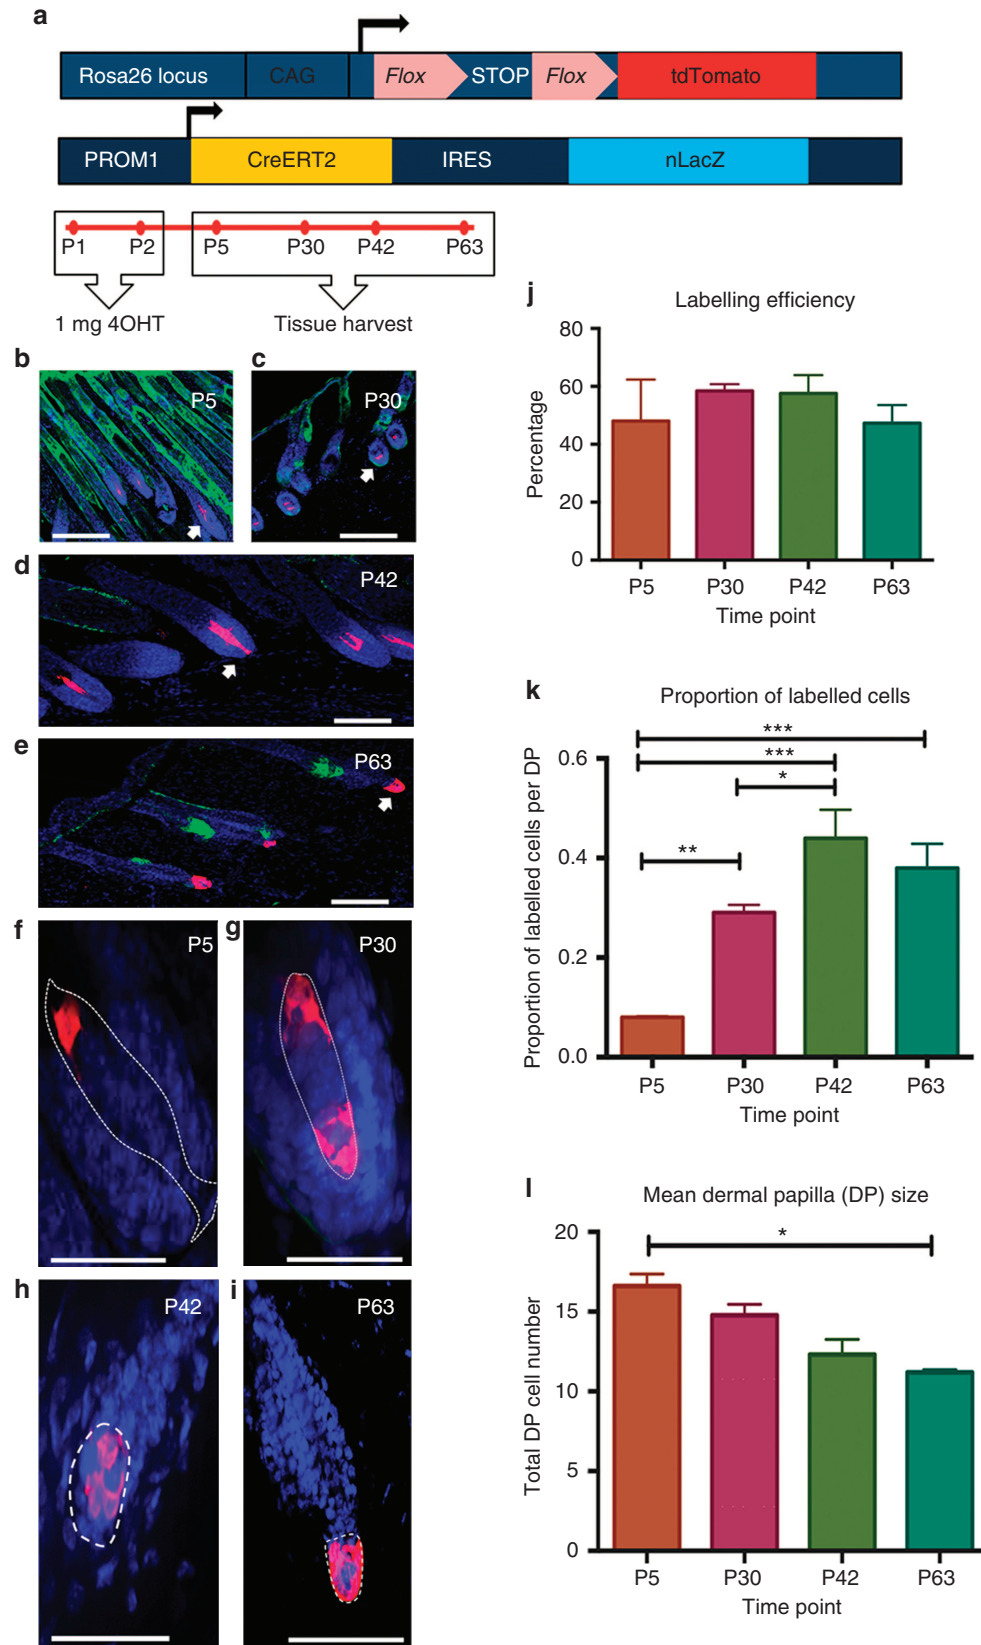 a
Rosa26 locus CAG Flox STOP Flox tdTomato
PROM1 CreERT2 IRES nLacZ
P1 P2 P5 P30 P42 P63
1 mg 4OHT Tissue harvest
b P5
c P30
d P42
e P63
f P5
g P30
h P42
i P63
j
Labelling efficiency
Percentage
80
60
40
20
0
P5 P30 P42 P63
Time point
k
Proportion of labelled cells
Proportion of labelled cells per DP
***
***
*
**
0.6
0.4
0.2
0.0
P5 P30 P42 P63
Time point
l
Mean dermal papilla (DP) size
Total DP cell number
*
20
15
10
5
0
P5 P30 P42 P63
Time point